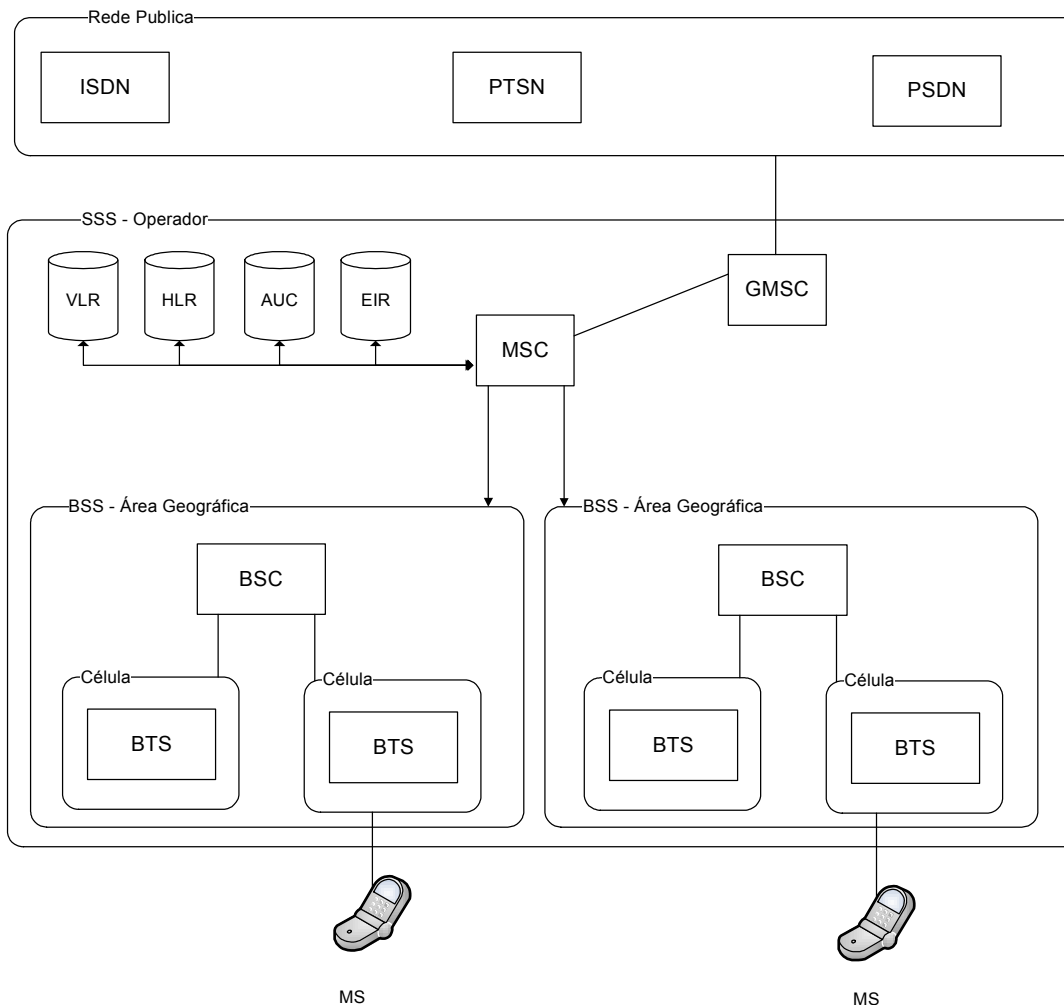 Rede Publica
ISDN
PTSN
PSDN
SSS - Operador
VLR
HLR
AUC
EIR
GMSC
MSC
BSS - Área Geográfica
BSS - Área Geográfica
BSC
BSC
Célula
Célula
Célula
Célula
BTS
BTS
BTS
BTS
MS
MS